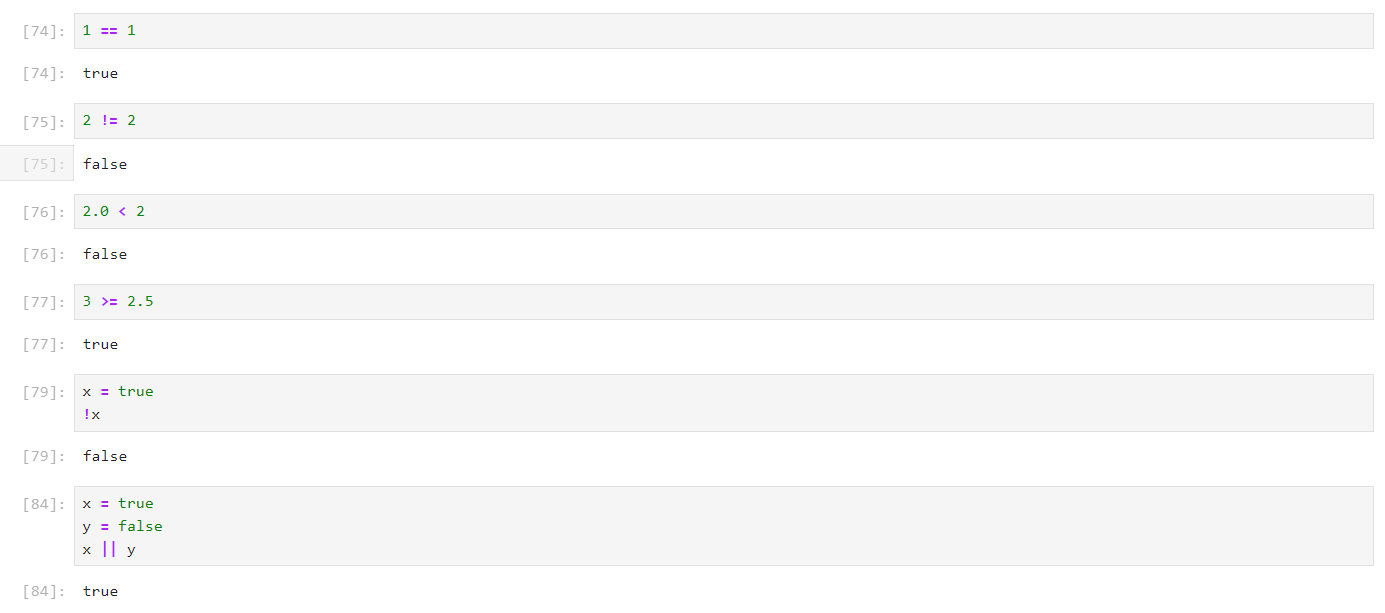 [74]: 1 == 1
[74]: true
[75]: 2 != 2
[75]: false
[76]: 2.0 < 2
[76]: false
[77]: 3 >= 2.5
[77]: true
[79]: x = true
!x
[79]: false
[84]: x = true
y = false
x || y
[84]: true